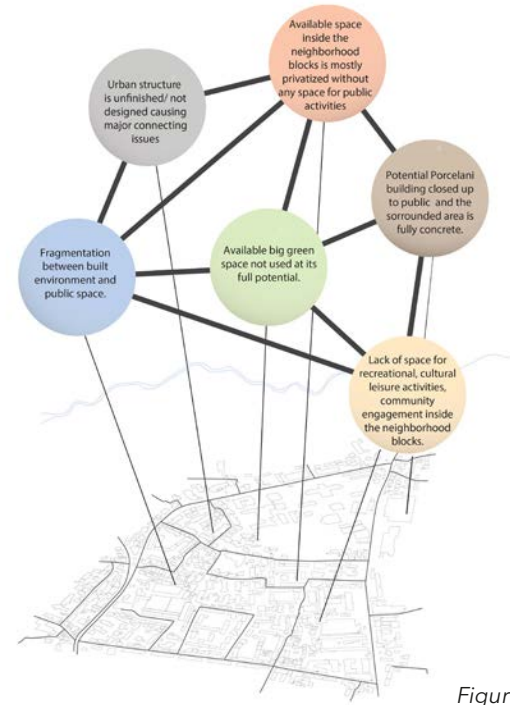 Available space
inside the
neighborhood
blocks is mostly
privatized without
any space for public
activities
Urban structure
is unfinished/ not
designed causing
major connecting
issues
Potential Porcelani
building closed up
to public and the
sorrounded area is
fully concrete.
Fragmentation
between built
environment and
public space.
Available big green
space not used at its
full potential.
Lack of space for
recreational, cultural
leisure activities,
community
engagement inside
the neighborhood
blocks.
Figur